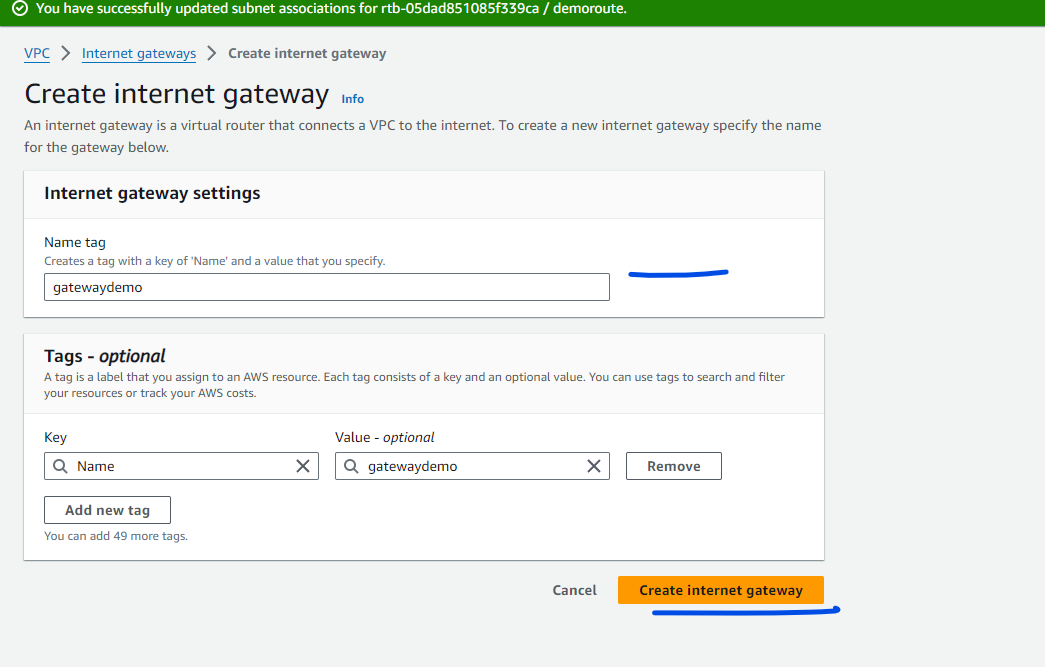 You have successfully updated subnet associations for rtb-05dad851085f339ca / demoroute.
VPC > Internet gateways > Create internet gateway
Create internet gateway Info
An internet gateway is a virtual router that connects a VPC to the internet. To create a new internet gateway specify the name
for the gateway below.
Internet gateway settings
Name tag
Creates a tag with a key of 'Name' and a value that you specify.
gatewaydemo
Tags - optional
A tag is a label that you assign to an AWS resource. Each tag consists of a key and an optional value. You can use tags to search and filter
your resources or track your AWS costs.
Key Value - optional
Name gatewaydemo Remove
Add new tag
You can add 49 more tags.
Cancel Create internet gateway